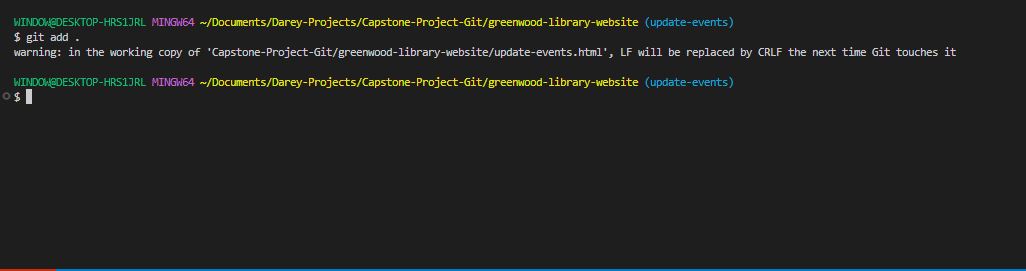 WINDOW@DESKTOP-HRS1JRL MINGW64 ~/Documents/Darey-Projects/Capstone-Project-Git/greenwood-library-website (update-events)
$ git add .
warning: in the working copy of 'Capstone-Project-Git/greenwood-library-website/update-events.html', LF will be replaced by CRLF the next time Git touches it
WINDOW@DESKTOP-HRS1JRL MINGW64 ~/Documents/Darey-Projects/Capstone-Project-Git/greenwood-library-website (update-events)
$